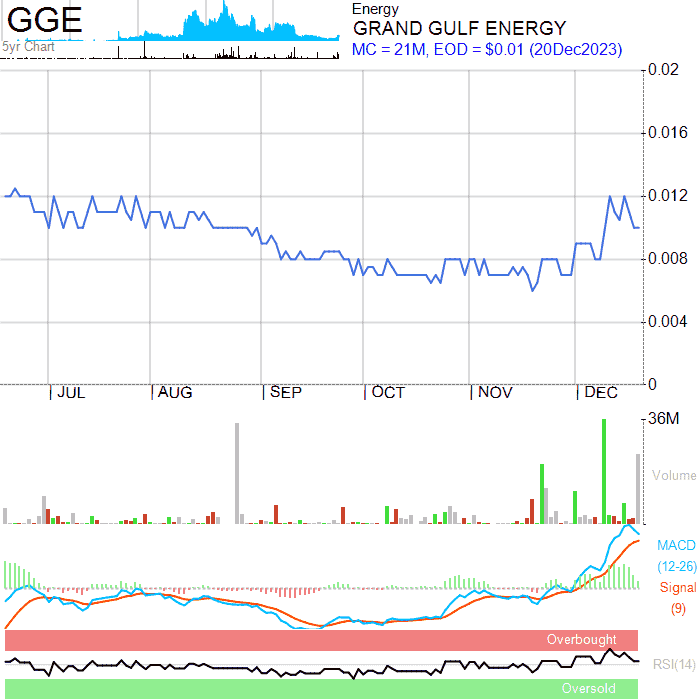 GGE
5yr Chart
Energy
GRAND GULF ENERGY
MC = 21M, EOD = $0.01 (20Dec2023)
0.02
0.016
0.012
0.008
0.004
0
JUL AUG SEP OCT NOV DEC
36M
Volume
MACD
(12-26)
Signal
(9)
Overbought
RSI(14)
Oversold